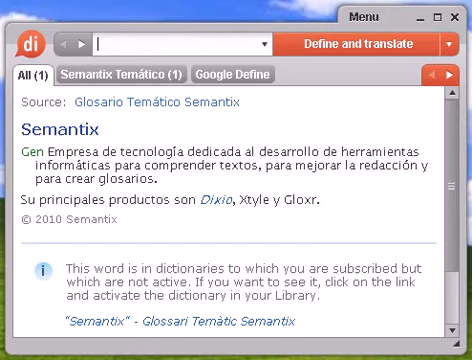 Menu
di
Define and translate
All (1)
Semantix Temático (1)
Google Define
Source: Glosario Temático Semantix
Semantix
Gen Empresa de tecnología dedicada al desarrollo de herramientas
informáticas para comprender textos, para mejorar la redacción y
para crear glosarios.
Su principales productos son Dixio, Xtyle y Gloxr.
© 2010 Semantix
i
This word is in dictionaries to which you are subscribed but
which are not active. If you want to see it, click on the link
and activate the dictionary in your Library.
"Semantix" - Glossari Temàtic Semantix